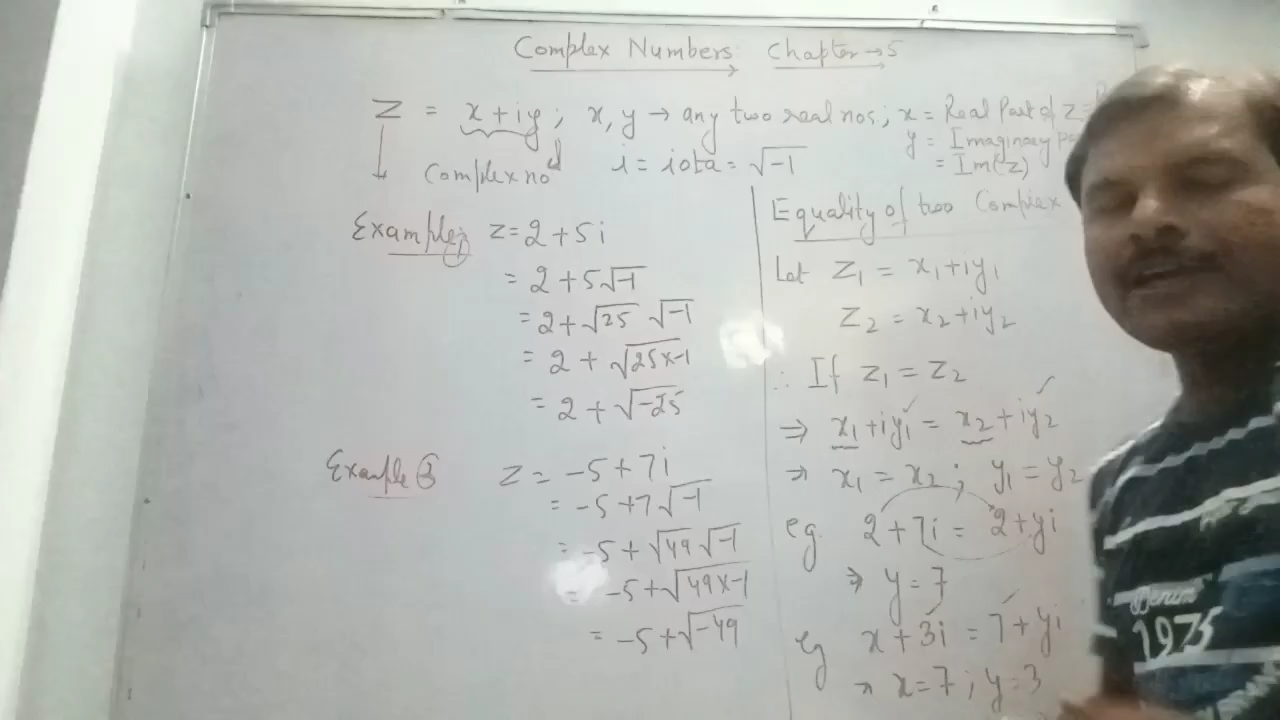 Complex Numbers Chapter → 5
Z = x + iy ; x, y → any two real nos.; x = Real Part of Z =
y = Imaginary
= Im(Z)
Complex no i = iota = √-1
Example 1 Z = 2 + 5i
= 2 + 5√-1
= 2 + √25 √-1
= 2 + √25×-1
= 2 + √-25
Example Z = -5 + 7i
= -5 + 7√-1
= -5 + √49 √-1
= -5 + √49×-1
= -5 + √-49
Equality of two Complex
Let Z₁ = x₁ + iy₁
Z₂ = x₂ + iy₂
∴ If Z₁ = Z₂
⇒ x₁ + iy₁ = x₂ + iy₂
⇒ x₁ = x₂ ; y₁ = y₂
eg. 2 + 7i = 2 + yi
⇒ y = 7
eg x + 3i = 7 + yi
⇒ x = 7 ; y = 3
Denim
1975